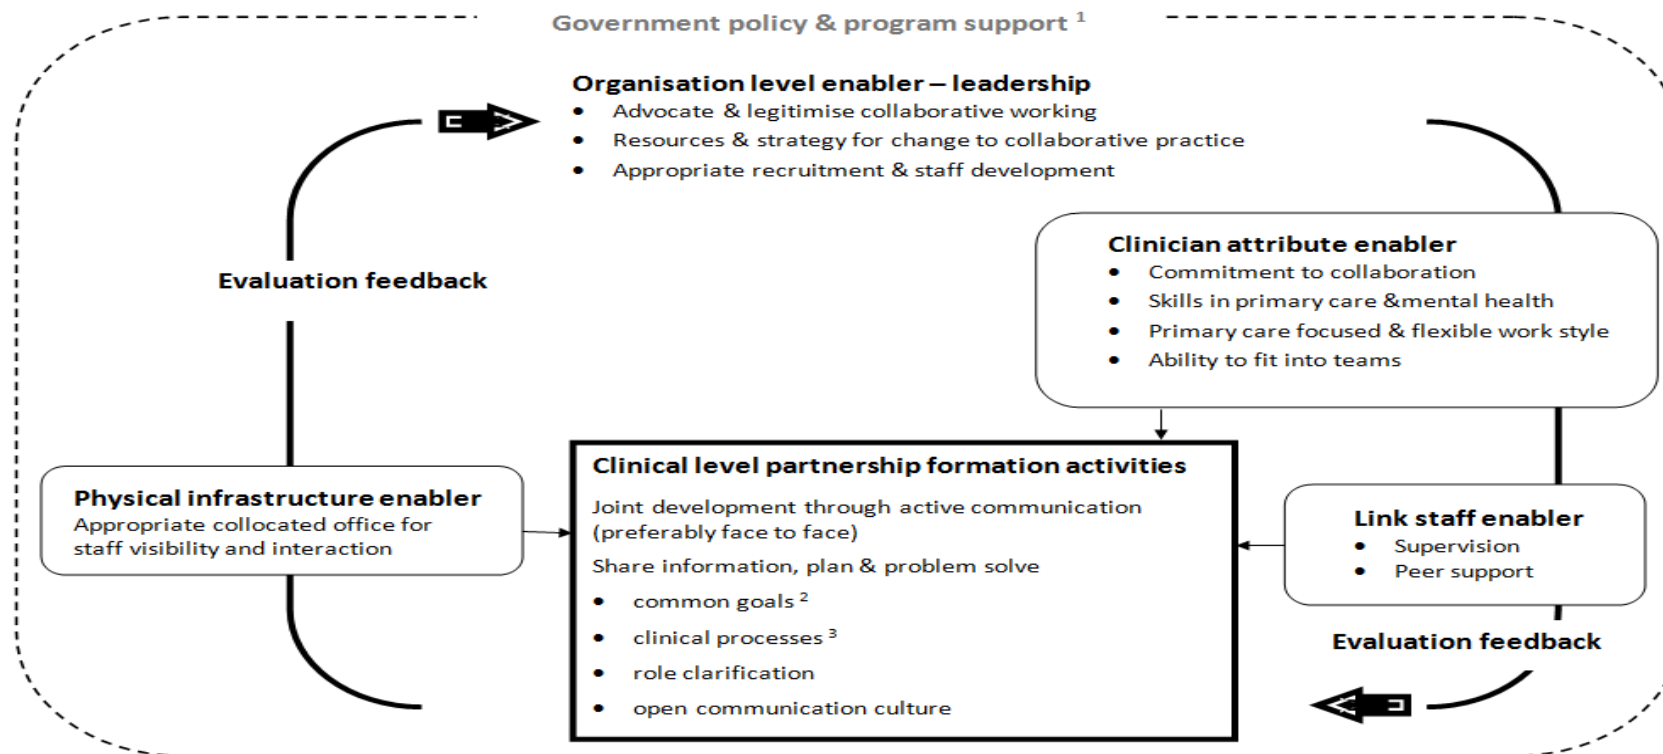 Government policy & program support ¹
Organisation level enabler – leadership
• Advocate & legitimise collaborative working
• Resources & strategy for change to collaborative practice
• Appropriate recruitment & staff development
Clinician attribute enabler
• Commitment to collaboration
• Skills in primary care &mental health
• Primary care focused & flexible work style
• Ability to fit into teams
Evaluation feedback
Physical infrastructure enabler
Appropriate collocated office for
staff visibility and interaction
Clinical level partnership formation activities
Joint development through active communication
(preferably face to face)
Share information, plan & problem solve
• common goals ²
• clinical processes ³
• role clarification
• open communication culture
Link staff enabler
• Supervision
• Peer support
Evaluation feedback